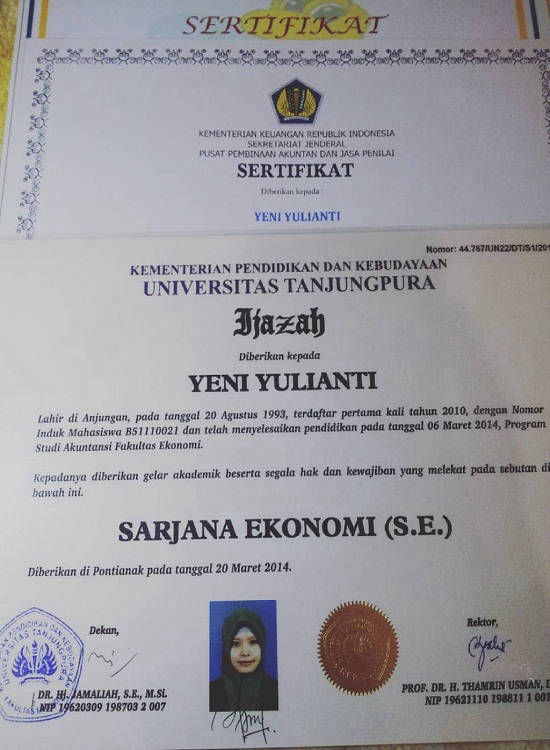 SERTIFIKAT
KEMENTERIAN KEUANGAN REPUBLIK INDONESIA
SEKRETARIAT JENDERAL
PUSAT PEMBINAAN AKUNTAN DAN JASA PENILAI
SERTIFIKAT
Diberikan kepada :
YENI YULIANTI
Nomor: 44.787/UN22/DT/S1/201
KEMENTERIAN PENDIDIKAN DAN KEBUDAYAAN
UNIVERSITAS TANJUNGPURA
Ijazah
Diberikan kepada
YENI YULIANTI
Lahir di Anjungan, pada tanggal 20 Agustus 1993, terdaftar pertama kali tahun 2010, dengan Nomor
Induk Mahasiswa B51110021 dan telah menyelesaikan pendidikan pada tanggal 06 Maret 2014, Program
Studi Akuntansi Fakultas Ekonomi.
Kepadanya diberikan gelar akademik beserta segala hak dan kewajiban yang melekat pada sebutan di
bawah ini.
SARJANA EKONOMI (S.E.)
Diberikan di Pontianak pada tanggal 20 Maret 2014.
Dekan,
Rektor,
UNIVERSITAS TANJUNGPURA
DR. Hj. JAMALIAH, S.E., M.Si.
NIP 19620309 198703 2 007
PROF. DR. H. THAMRIN USMAN,
NIP 19621110 198811 1 00